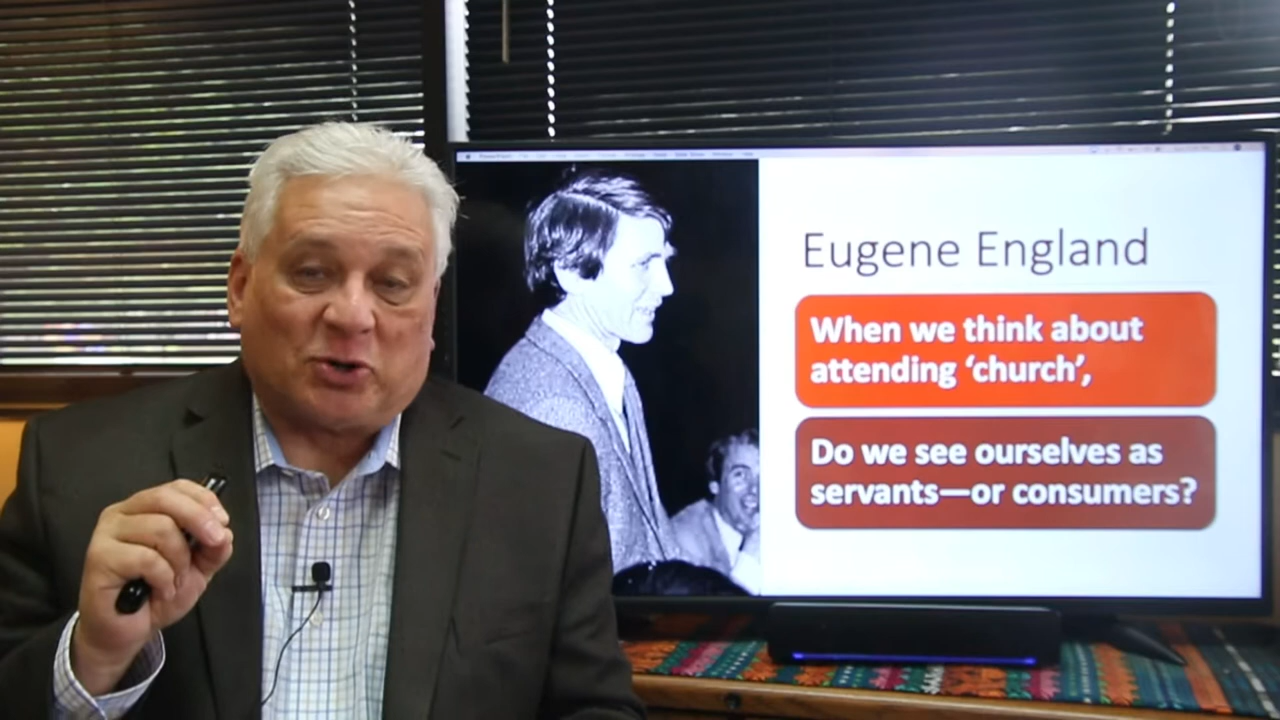 Eugene England
When we think about
attending ‘church’,
Do we see ourselves as
servants—or consumers?